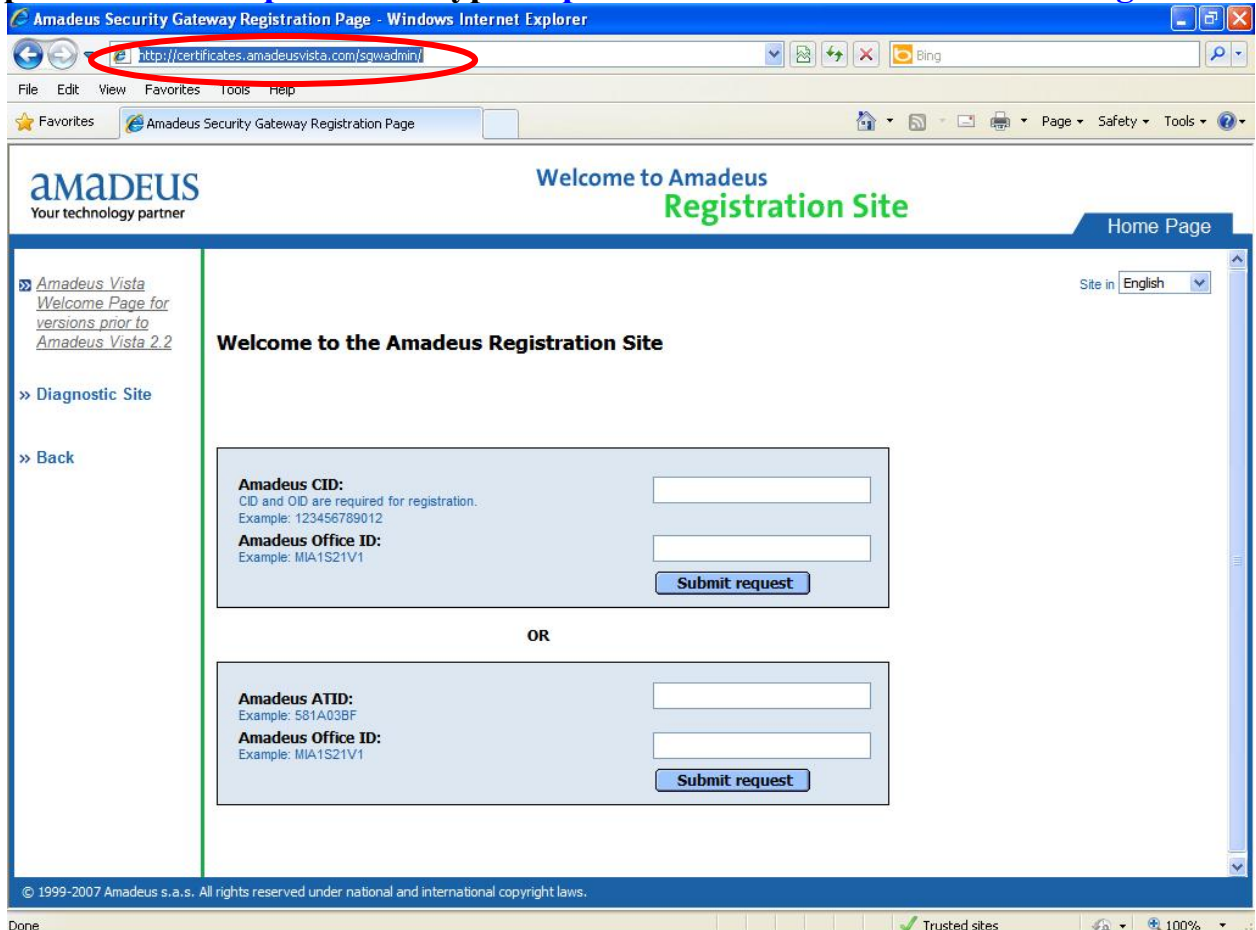 Amadeus Security Gateway Registration Page - Windows Internet Explorer
http://certificates.amadeusvista.com/sgwadmin/
Bing
File Edit View Favorites Tools Help
Favorites
Amadeus Security Gateway Registration Page
Page Safety Tools
amaDEUS
Your technology partner
Welcome to Amadeus
Registration Site
Home Page
Site in English
Amadeus Vista
Welcome Page for
versions prior to
Amadeus Vista 2.2
» Diagnostic Site
» Back
Welcome to the Amadeus Registration Site
Amadeus CID:
CID and OID are required for registration.
Example: 123456789012
Amadeus Office ID:
Example: MIA1S21V1
Submit request
OR
Amadeus ATID:
Example: 581A03BF
Amadeus Office ID:
Example: MIA1S21V1
Submit request
© 1999-2007 Amadeus s.a.s. All rights reserved under national and international copyright laws.
Done
Trusted sites
100%